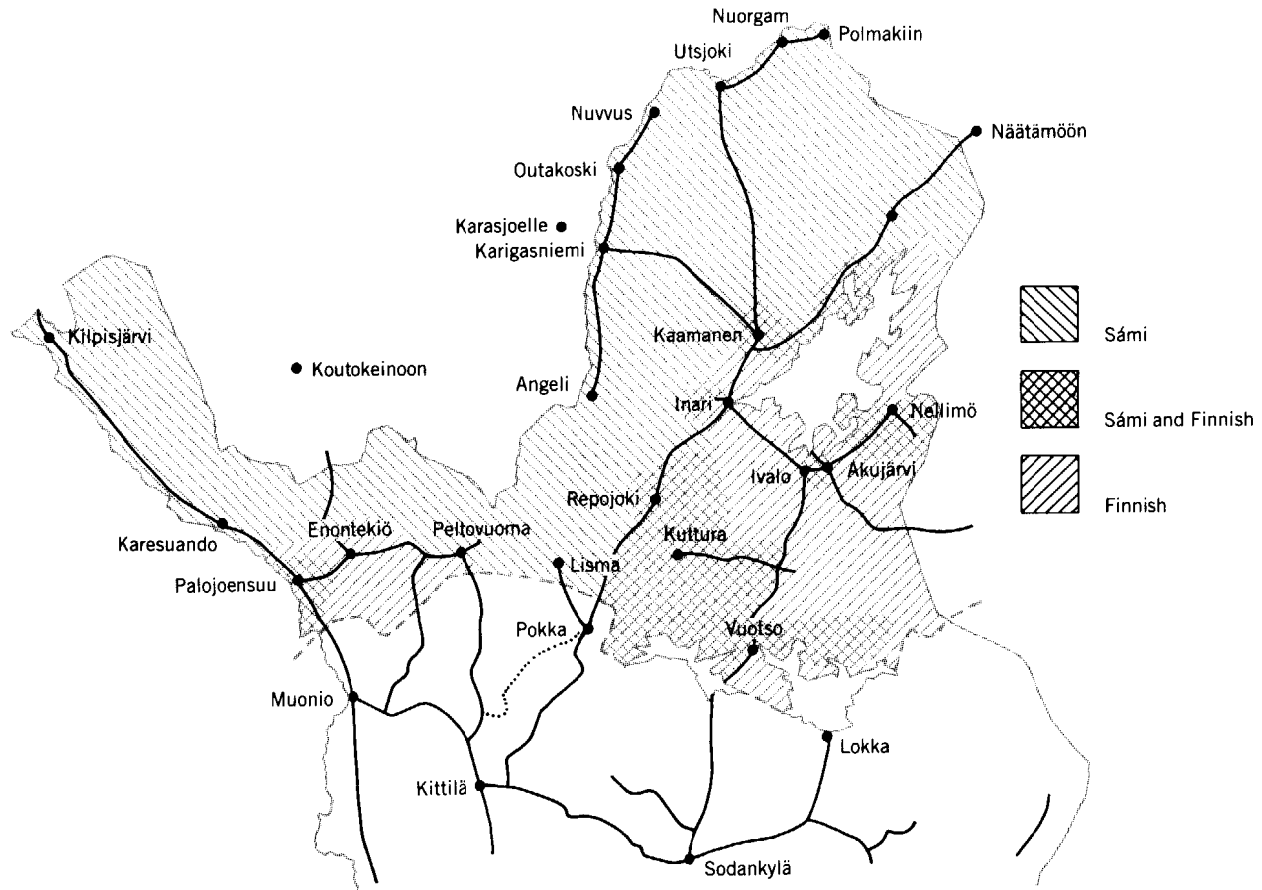 Nuorgam
Polmakiin
Utsjoki
Nuvvus
Näätämöön
Outakoski
Karasjoelle
Karigasniemi
Kilpisjärvi
Kaamanen
Sámi
Koutokeinoon
Angeli
Inari
Nellimö
Sámi and Finnish
Ivalo
Akujärvi
Repojoki
Finnish
Karesuando
Enontekiö
Peltovuoma
Kuttura
Lisma
Palojoensuu
Pokka
Vuotso
Muonio
Lokka
Kittilä
Sodankylä